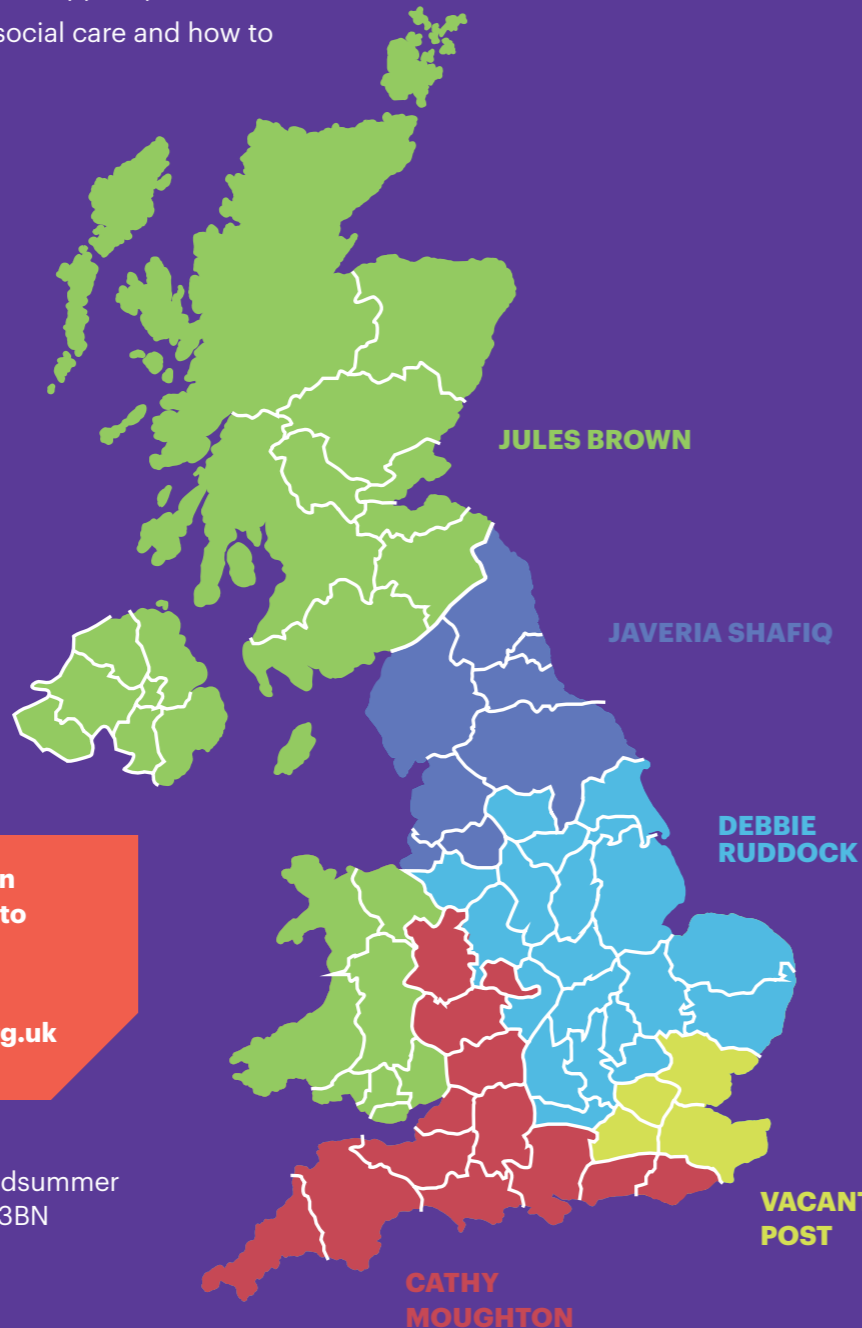 social care and how to
JULES BROWN
JAVERIA SHAFIQ
DEBBIE
RUDDOCK
n
to
g.uk
dsummer
3BN
VACANT
POST
CATHY
MOUGHTON